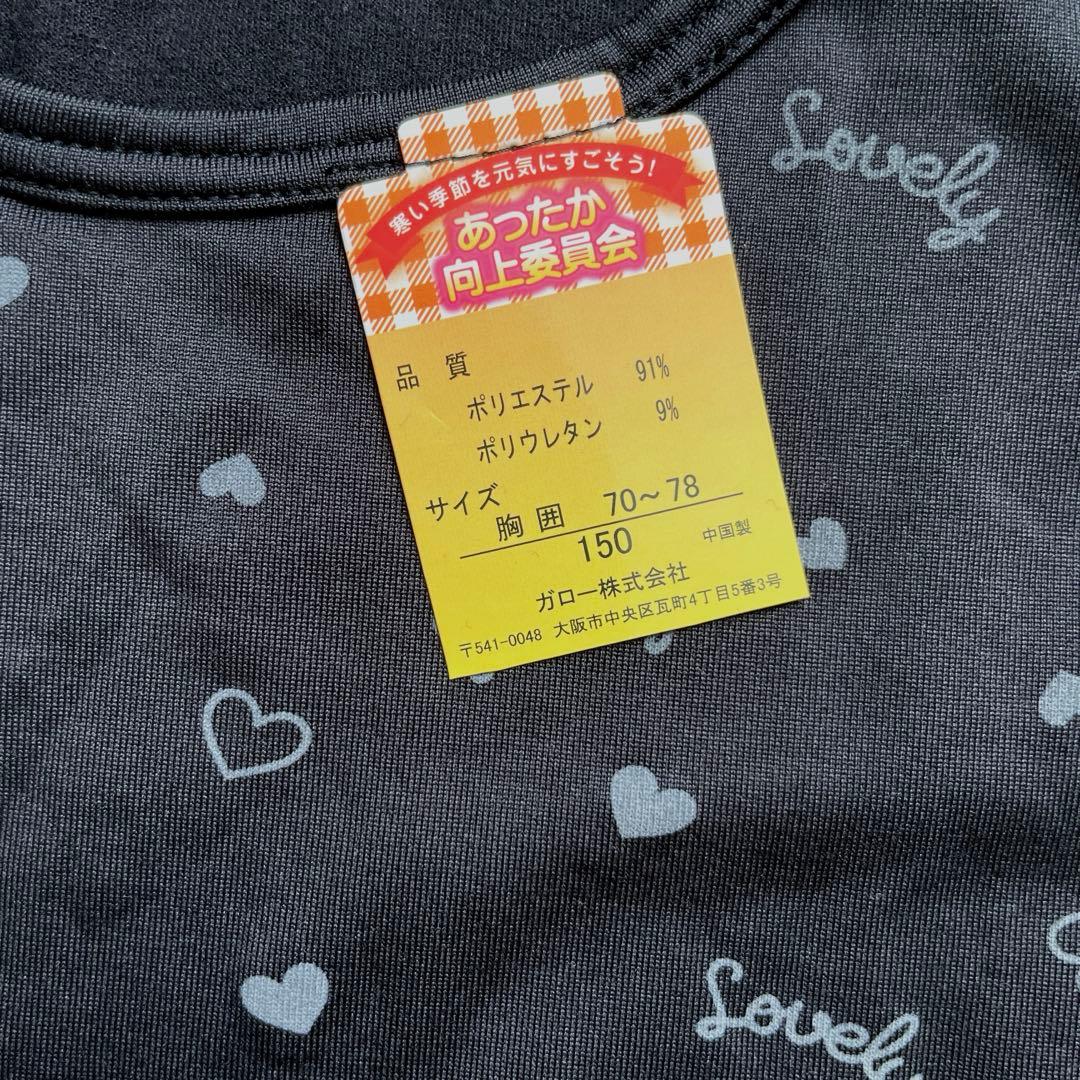 Lovely
寒い季節を元気にすごそう!
あったか
向上委員会
品 質
ポリエステル 91%
ポリウレタン 9%
サイズ
胸 囲 70~78
150 中国製
ガロー株式会社
〒541-0048 大阪市中央区瓦町4丁目5番3号
Lovely